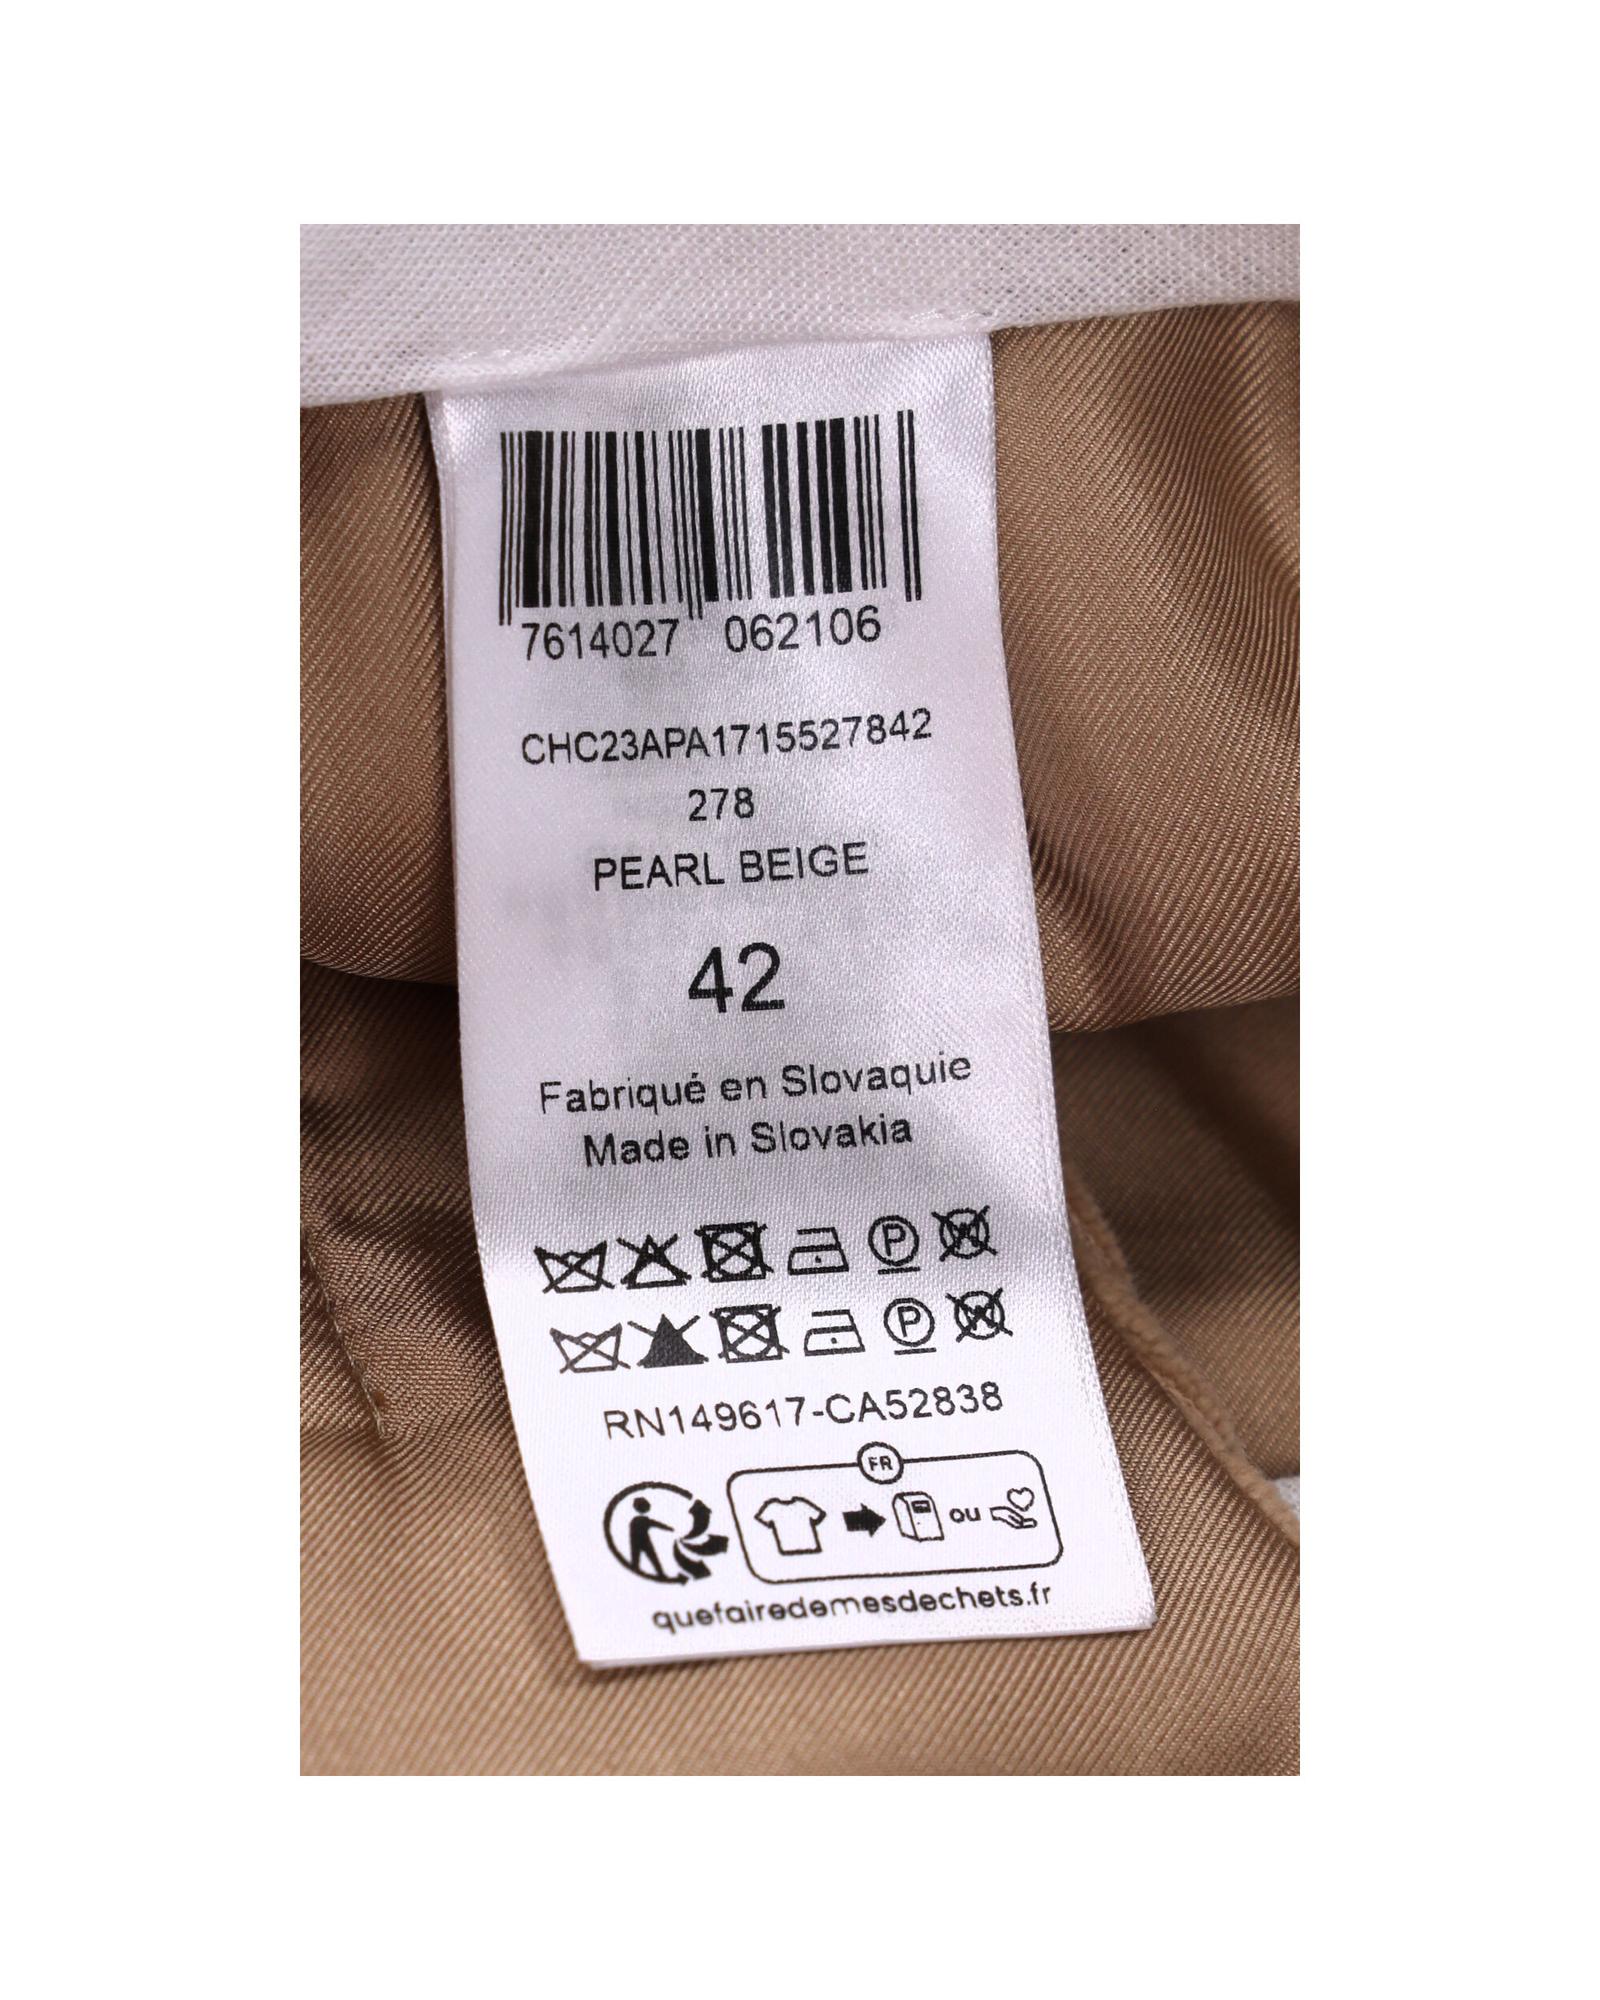 7614027 062106
CHC23APA1715527842
278
PEARL BEIGE
42
Fabriqué en Slovaquie
Made in Slovakia
P W
P W
RN149617-CA52838
FR
ou
quefairedemesdechets.fr